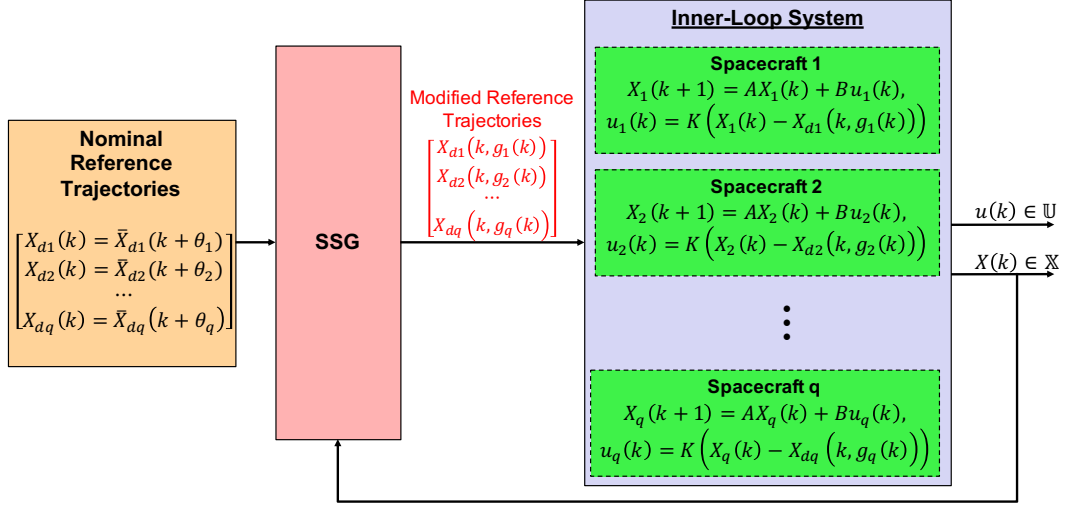 Nominal
Reference
Trajectories
X_{d1}(k) = X̄_{d1}(k + θ_1)
X_{d2}(k) = X̄_{d2}(k + θ_2)
...
X_{dq}(k) = X̄_{dq}(k + θ_q)
SSG
Modified Reference
Trajectories
X_{d1}(k, g_1(k))
X_{d2}(k, g_2(k))
...
X_{dq}(k, g_q(k))
Inner-Loop System
Spacecraft 1
X_1(k + 1) = AX_1(k) + Bu_1(k),
u_1(k) = K(X_1(k) − X_{d1}(k, g_1(k)))
Spacecraft 2
X_2(k + 1) = AX_2(k) + Bu_2(k),
u_2(k) = K(X_2(k) − X_{d2}(k, g_2(k)))
⋮
Spacecraft q
X_q(k + 1) = AX_q(k) + Bu_q(k),
u_q(k) = K(X_q(k) − X_{dq}(k, g_q(k)))
u(k) ∈ 𝕌
X(k) ∈ 𝕏